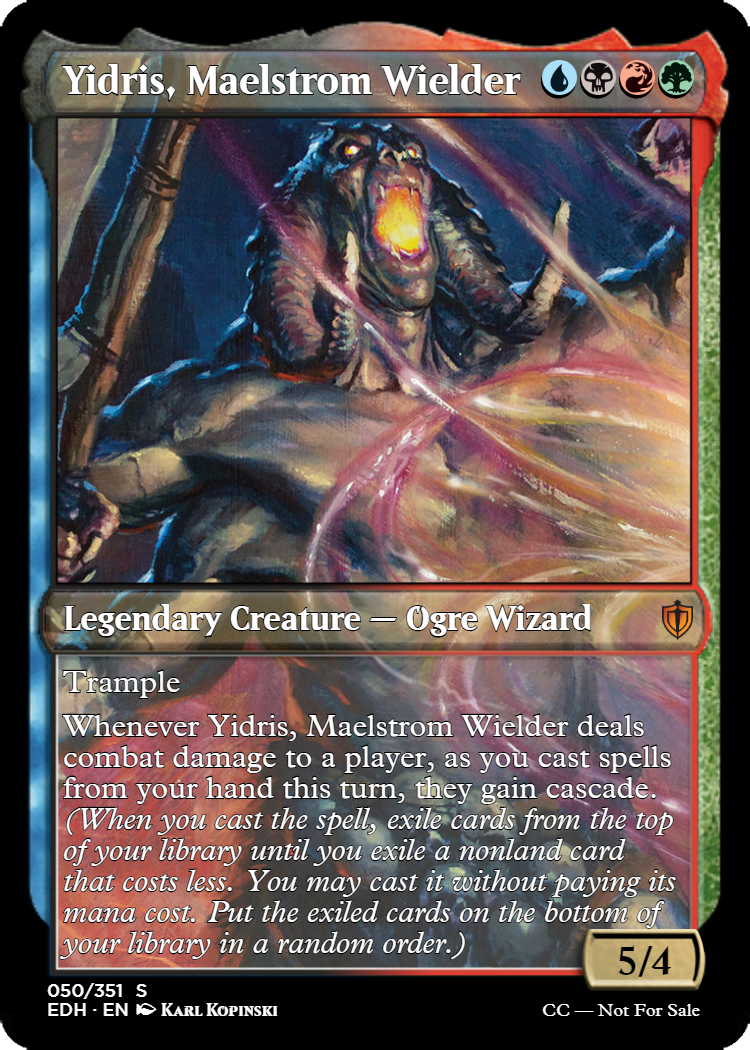 Yidris, Maelstrom Wielder
Legendary Creature — Ogre Wizard
Trample
Whenever Yidris, Maelstrom Wielder deals
combat damage to a player, as you cast spells
from your hand this turn, they gain cascade.
(When you cast the spell, exile cards from the top
of your library until you exile a nonland card
that costs less. You may cast it without paying its
mana cost. Put the exiled cards on the bottom of
your library in a random order.)
5/4
050/351 S
EDH · EN Karl Kopinski
CC — Not For Sale